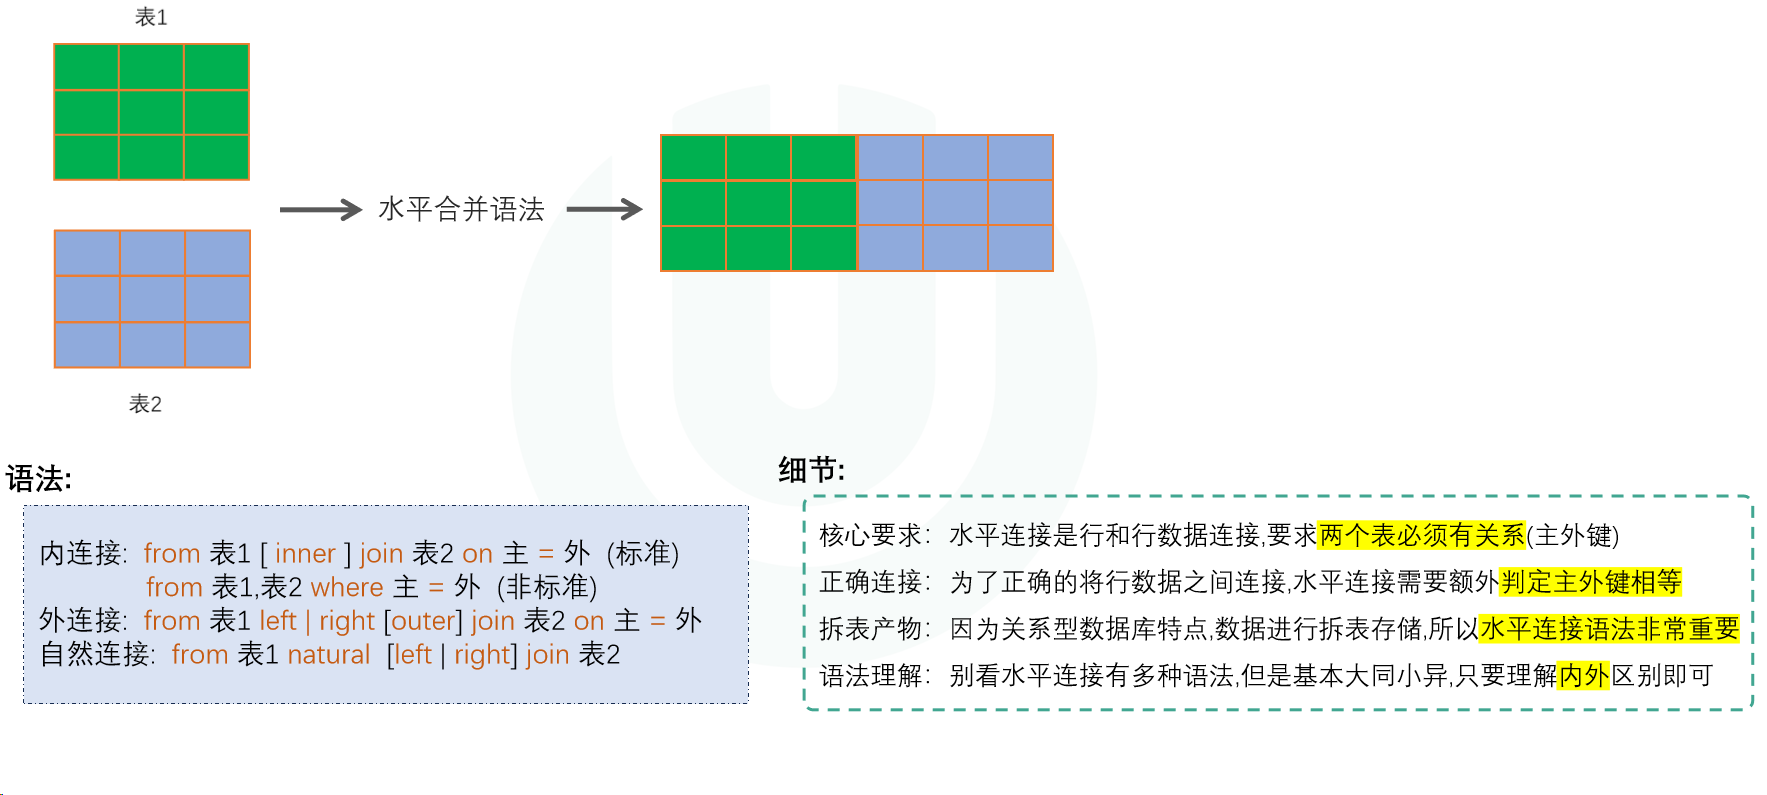 表1
水平合并语法
表2
语法:
内连接: from 表1 [ inner ] join 表2 on 主 = 外 (标准)
from 表1,表2 where 主 = 外 (非标准)
外连接: from 表1 left | right [outer] join 表2 on 主 = 外
自然连接: from 表1 natural [left | right] join 表2
细节:
核心要求: 水平连接是行和行数据连接,要求两个表必须有关系(主外键)
正确连接: 为了正确的将行数据之间连接,水平连接需要额外判定主外键相等
拆表产物: 因为关系型数据库特点,数据进行拆表存储,所以水平连接语法非常重要
语法理解: 别看水平连接有多种语法,但是基本大同小异,只要理解内外区别即可